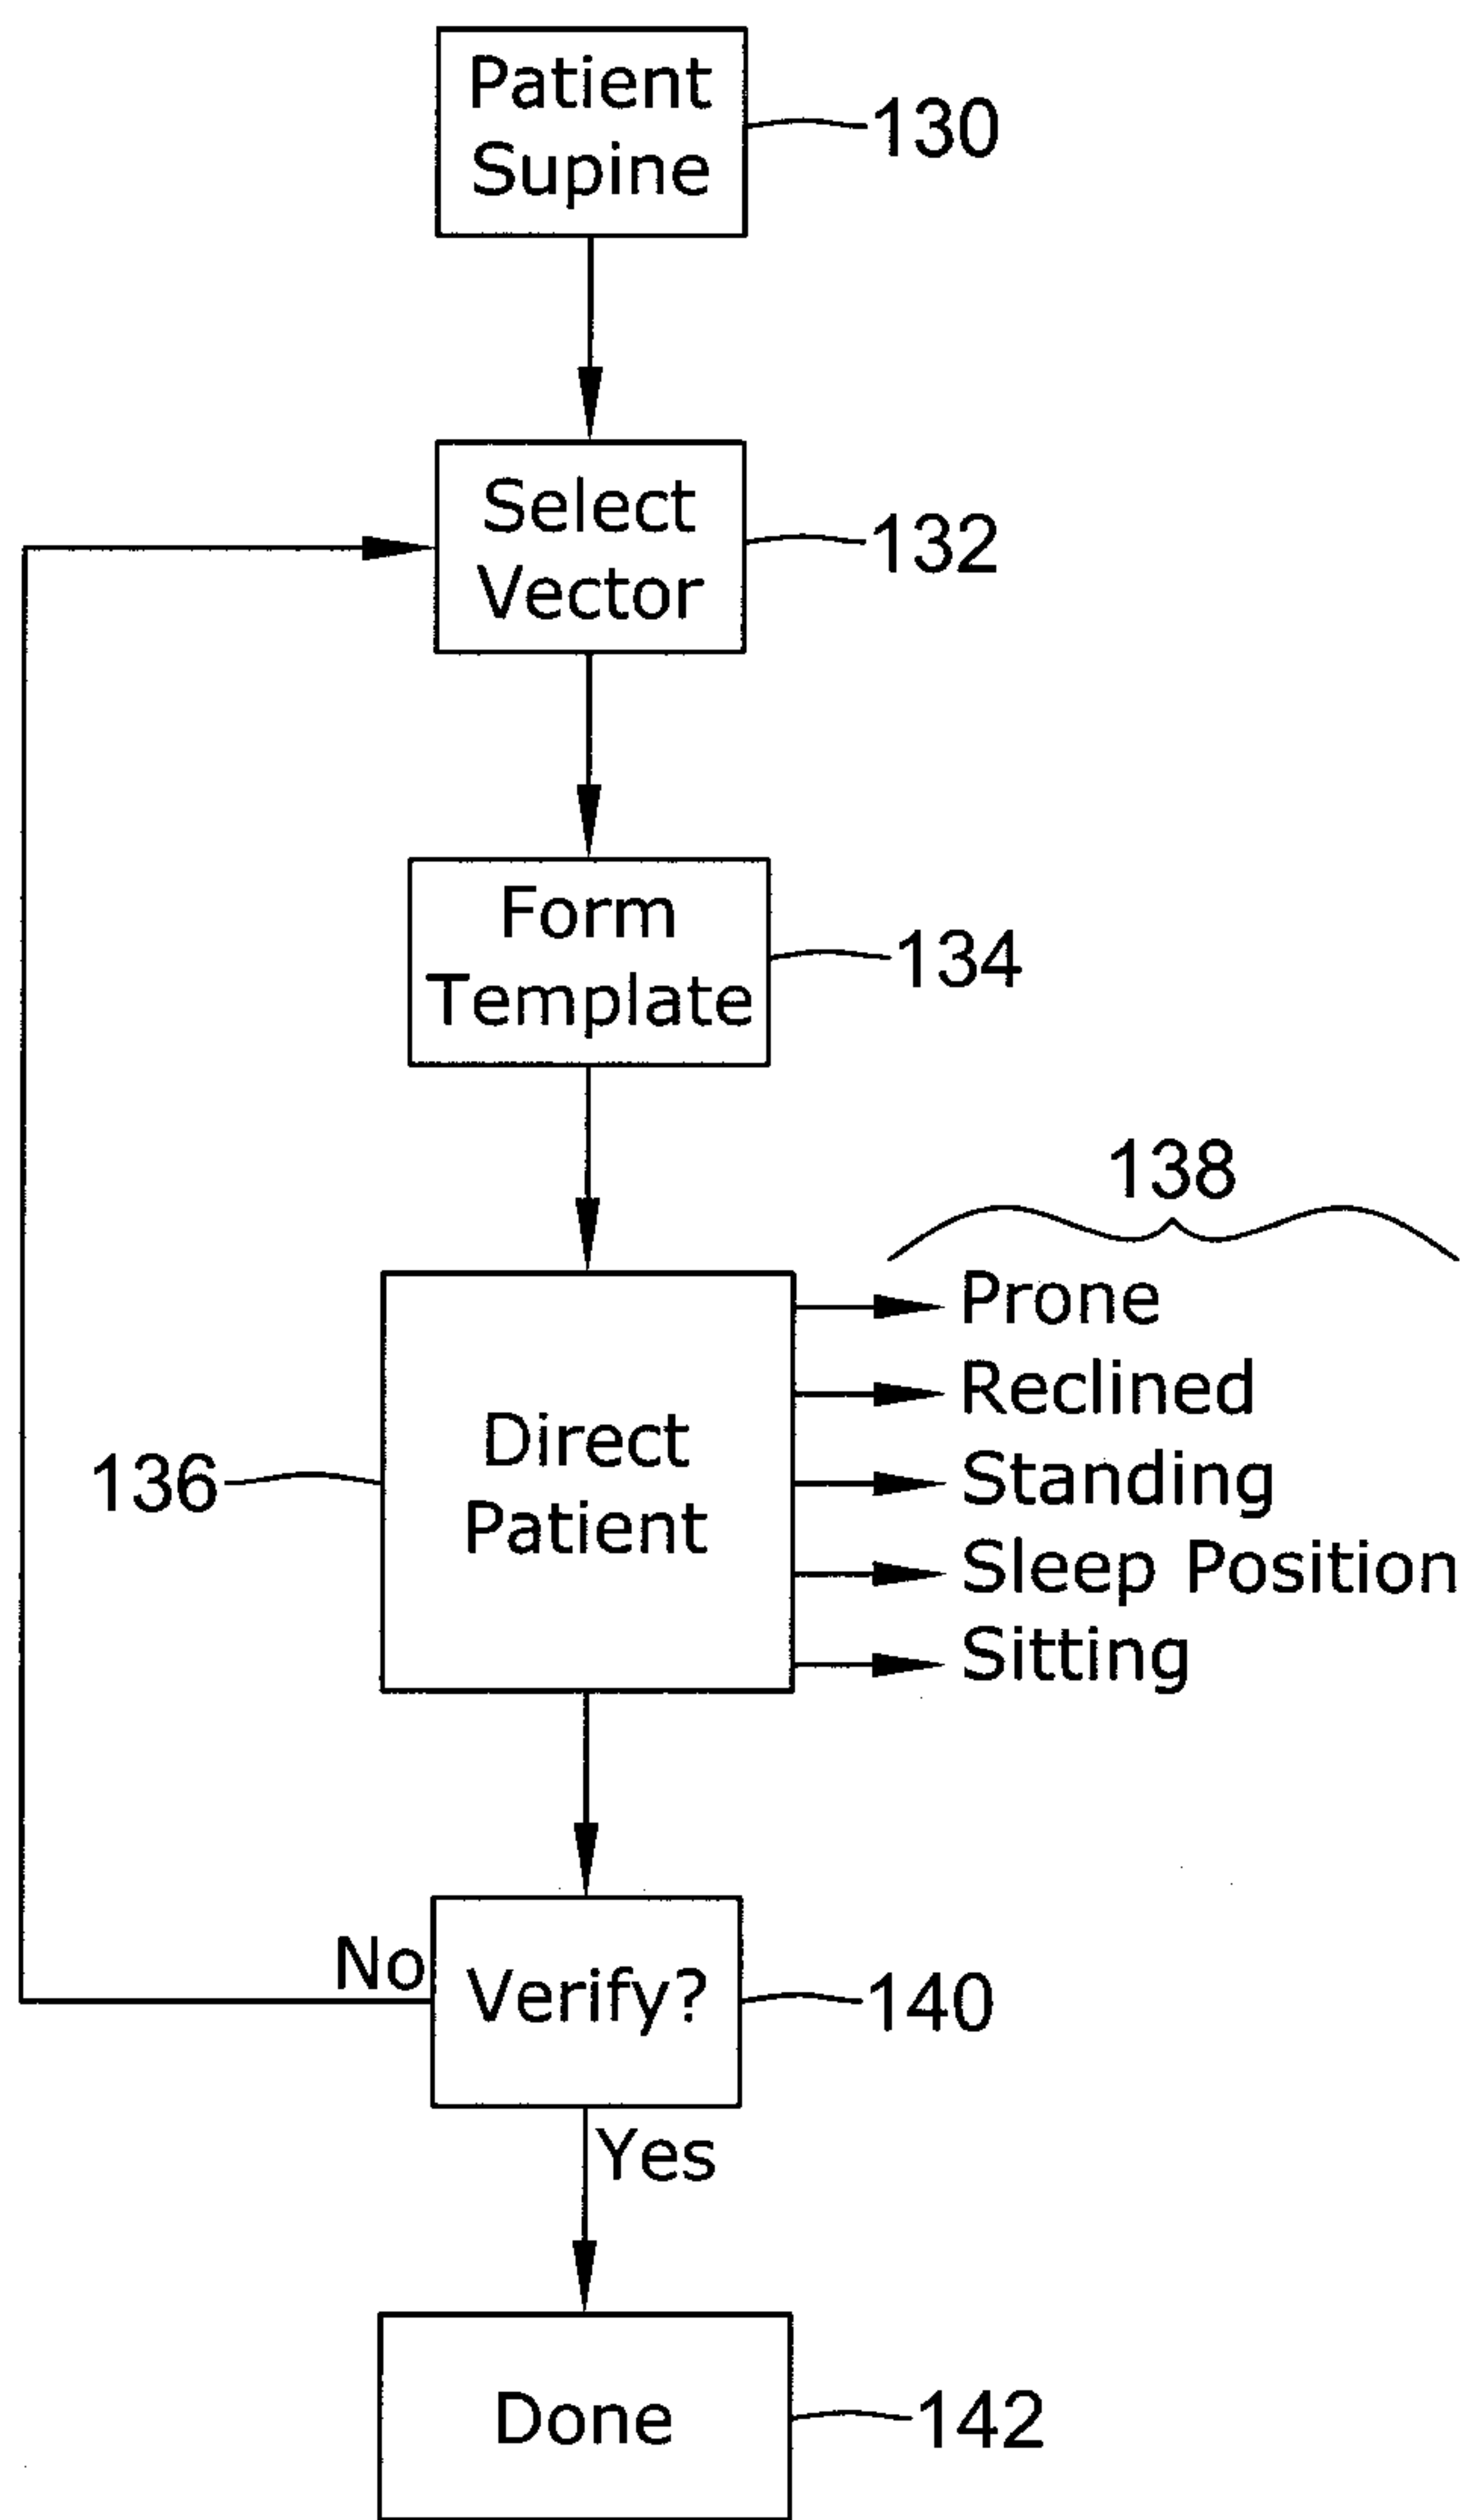 Patient
Supine
130
Select
Vector
132
Form
Template
134
138
Prone
Reclined
Standing
Sleep Position
Sitting
Direct
Patient
136
No
Verify?
140
Yes
Done
142